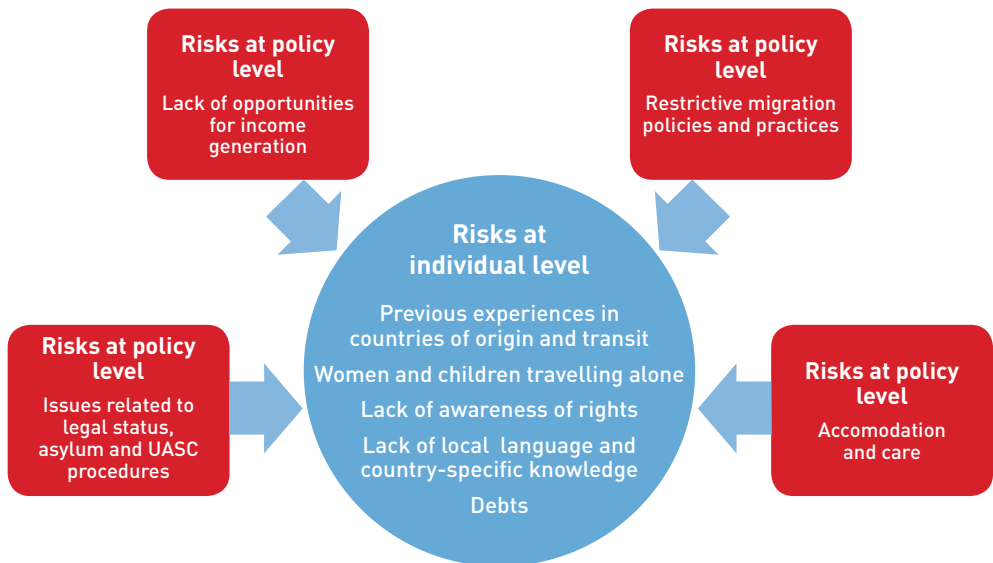 Risks at policy
level
Lack of opportunities
for income
generation
Risks at policy
level
Restrictive migration
policies and practices
Risks at
individual level
Previous experiences in
countries of origin and transit
Women and children travelling alone
Lack of awareness of rights
Lack of local language and
country-specific knowledge
Debts
Risks at policy
level
Issues related to
legal status,
asylum and UASC
procedures
Risks at policy
level
Accomodation
and care